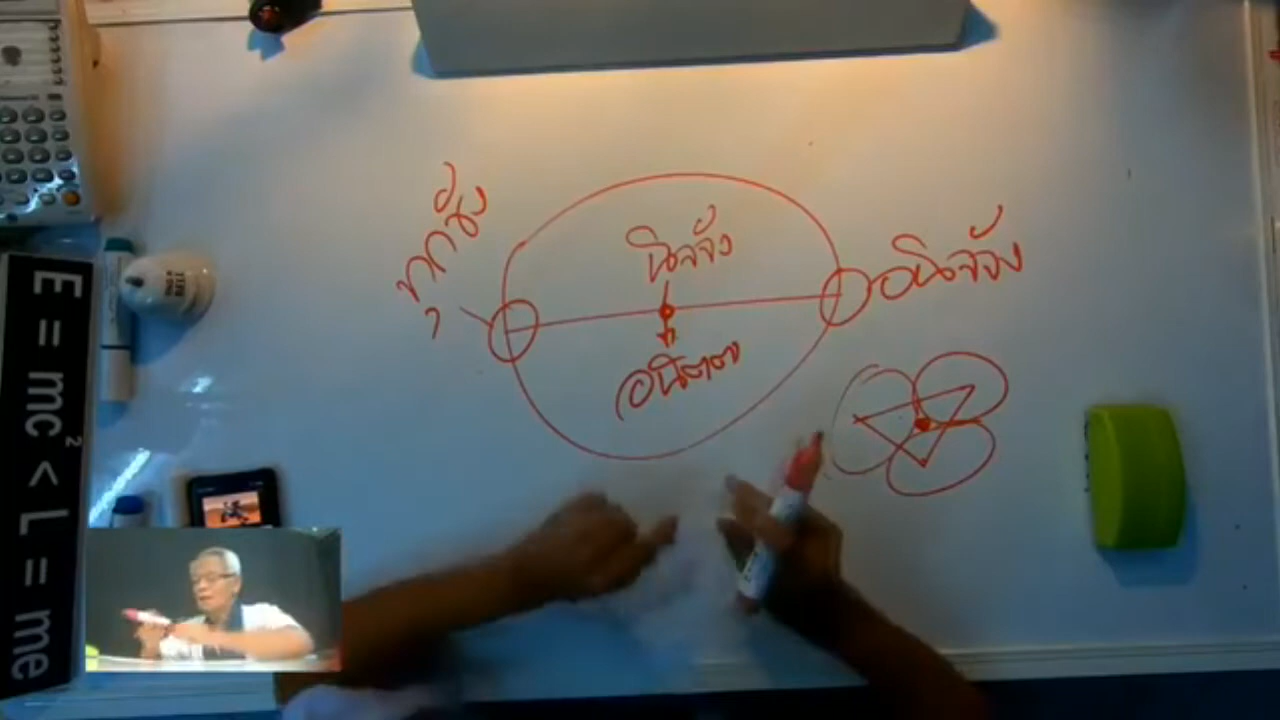 ทุกขัง
นิจจัง
อนิจจัง
อนัตตา
E = mc² < L = me